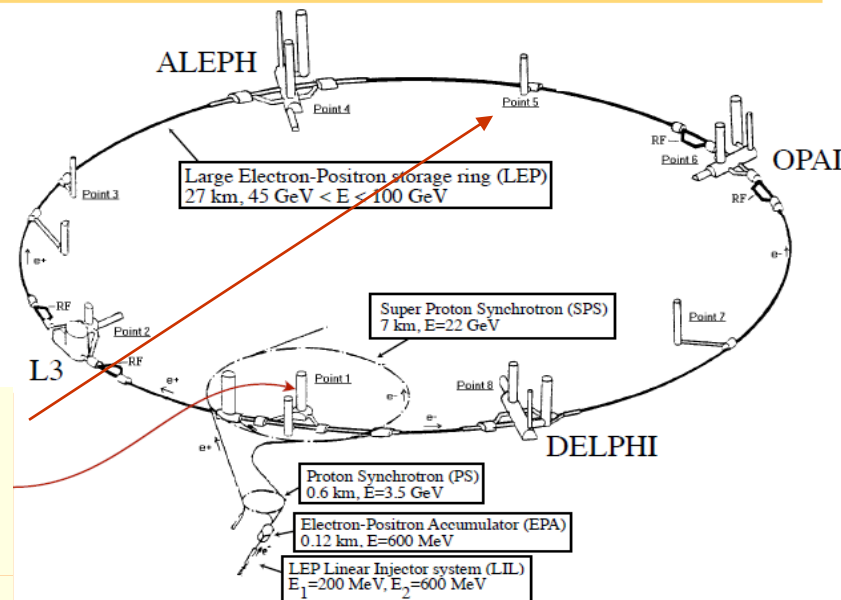 ALEPH
Point 4
Point 5
RF
Point 6
OPAL
RF
Large Electron-Positron storage ring (LEP)
27 km, 45 GeV < E < 100 GeV
Point 3
e+
e-
RF
Point 2
L3
RF
e+
Super Proton Synchrotron (SPS)
7 km, E=22 GeV
Point 7
Point 1
e-
Point 8
e-
DELPHI
e+
Proton Synchrotron (PS)
0.6 km, E=3.5 GeV
Electron-Positron Accumulator (EPA)
0.12 km, E=600 MeV
LEP Linear Injector system (LIL)
E1=200 MeV, E2=600 MeV